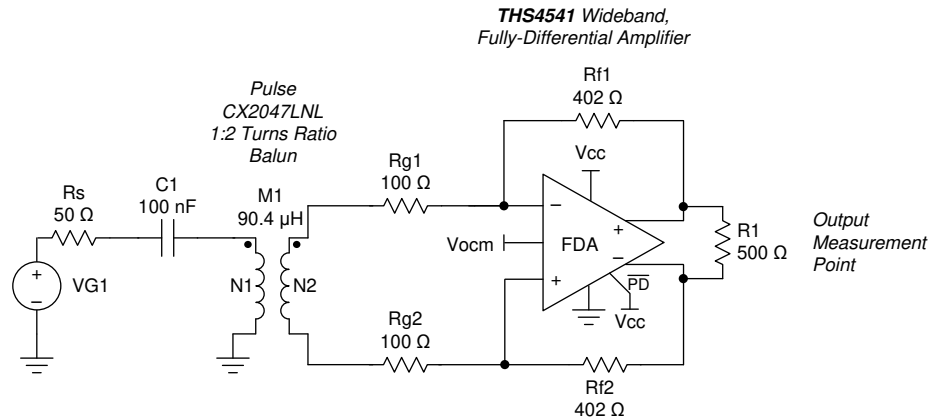 THS4541 Wideband,
Fully-Differential Amplifier
Rf1
402 Ω
Pulse
CX2047LNL
1:2 Turns Ratio
Balun
Vcc
Rg1
100 Ω
C1
100 nF
M1
90.4 µH
Rs
50 Ω
−
+
R1
500 Ω
Output
Measurement
Point
Vocm
FDA
+
−
VG1
+
−
N1
N2
PD
Vcc
Rg2
100 Ω
Rf2
402 Ω